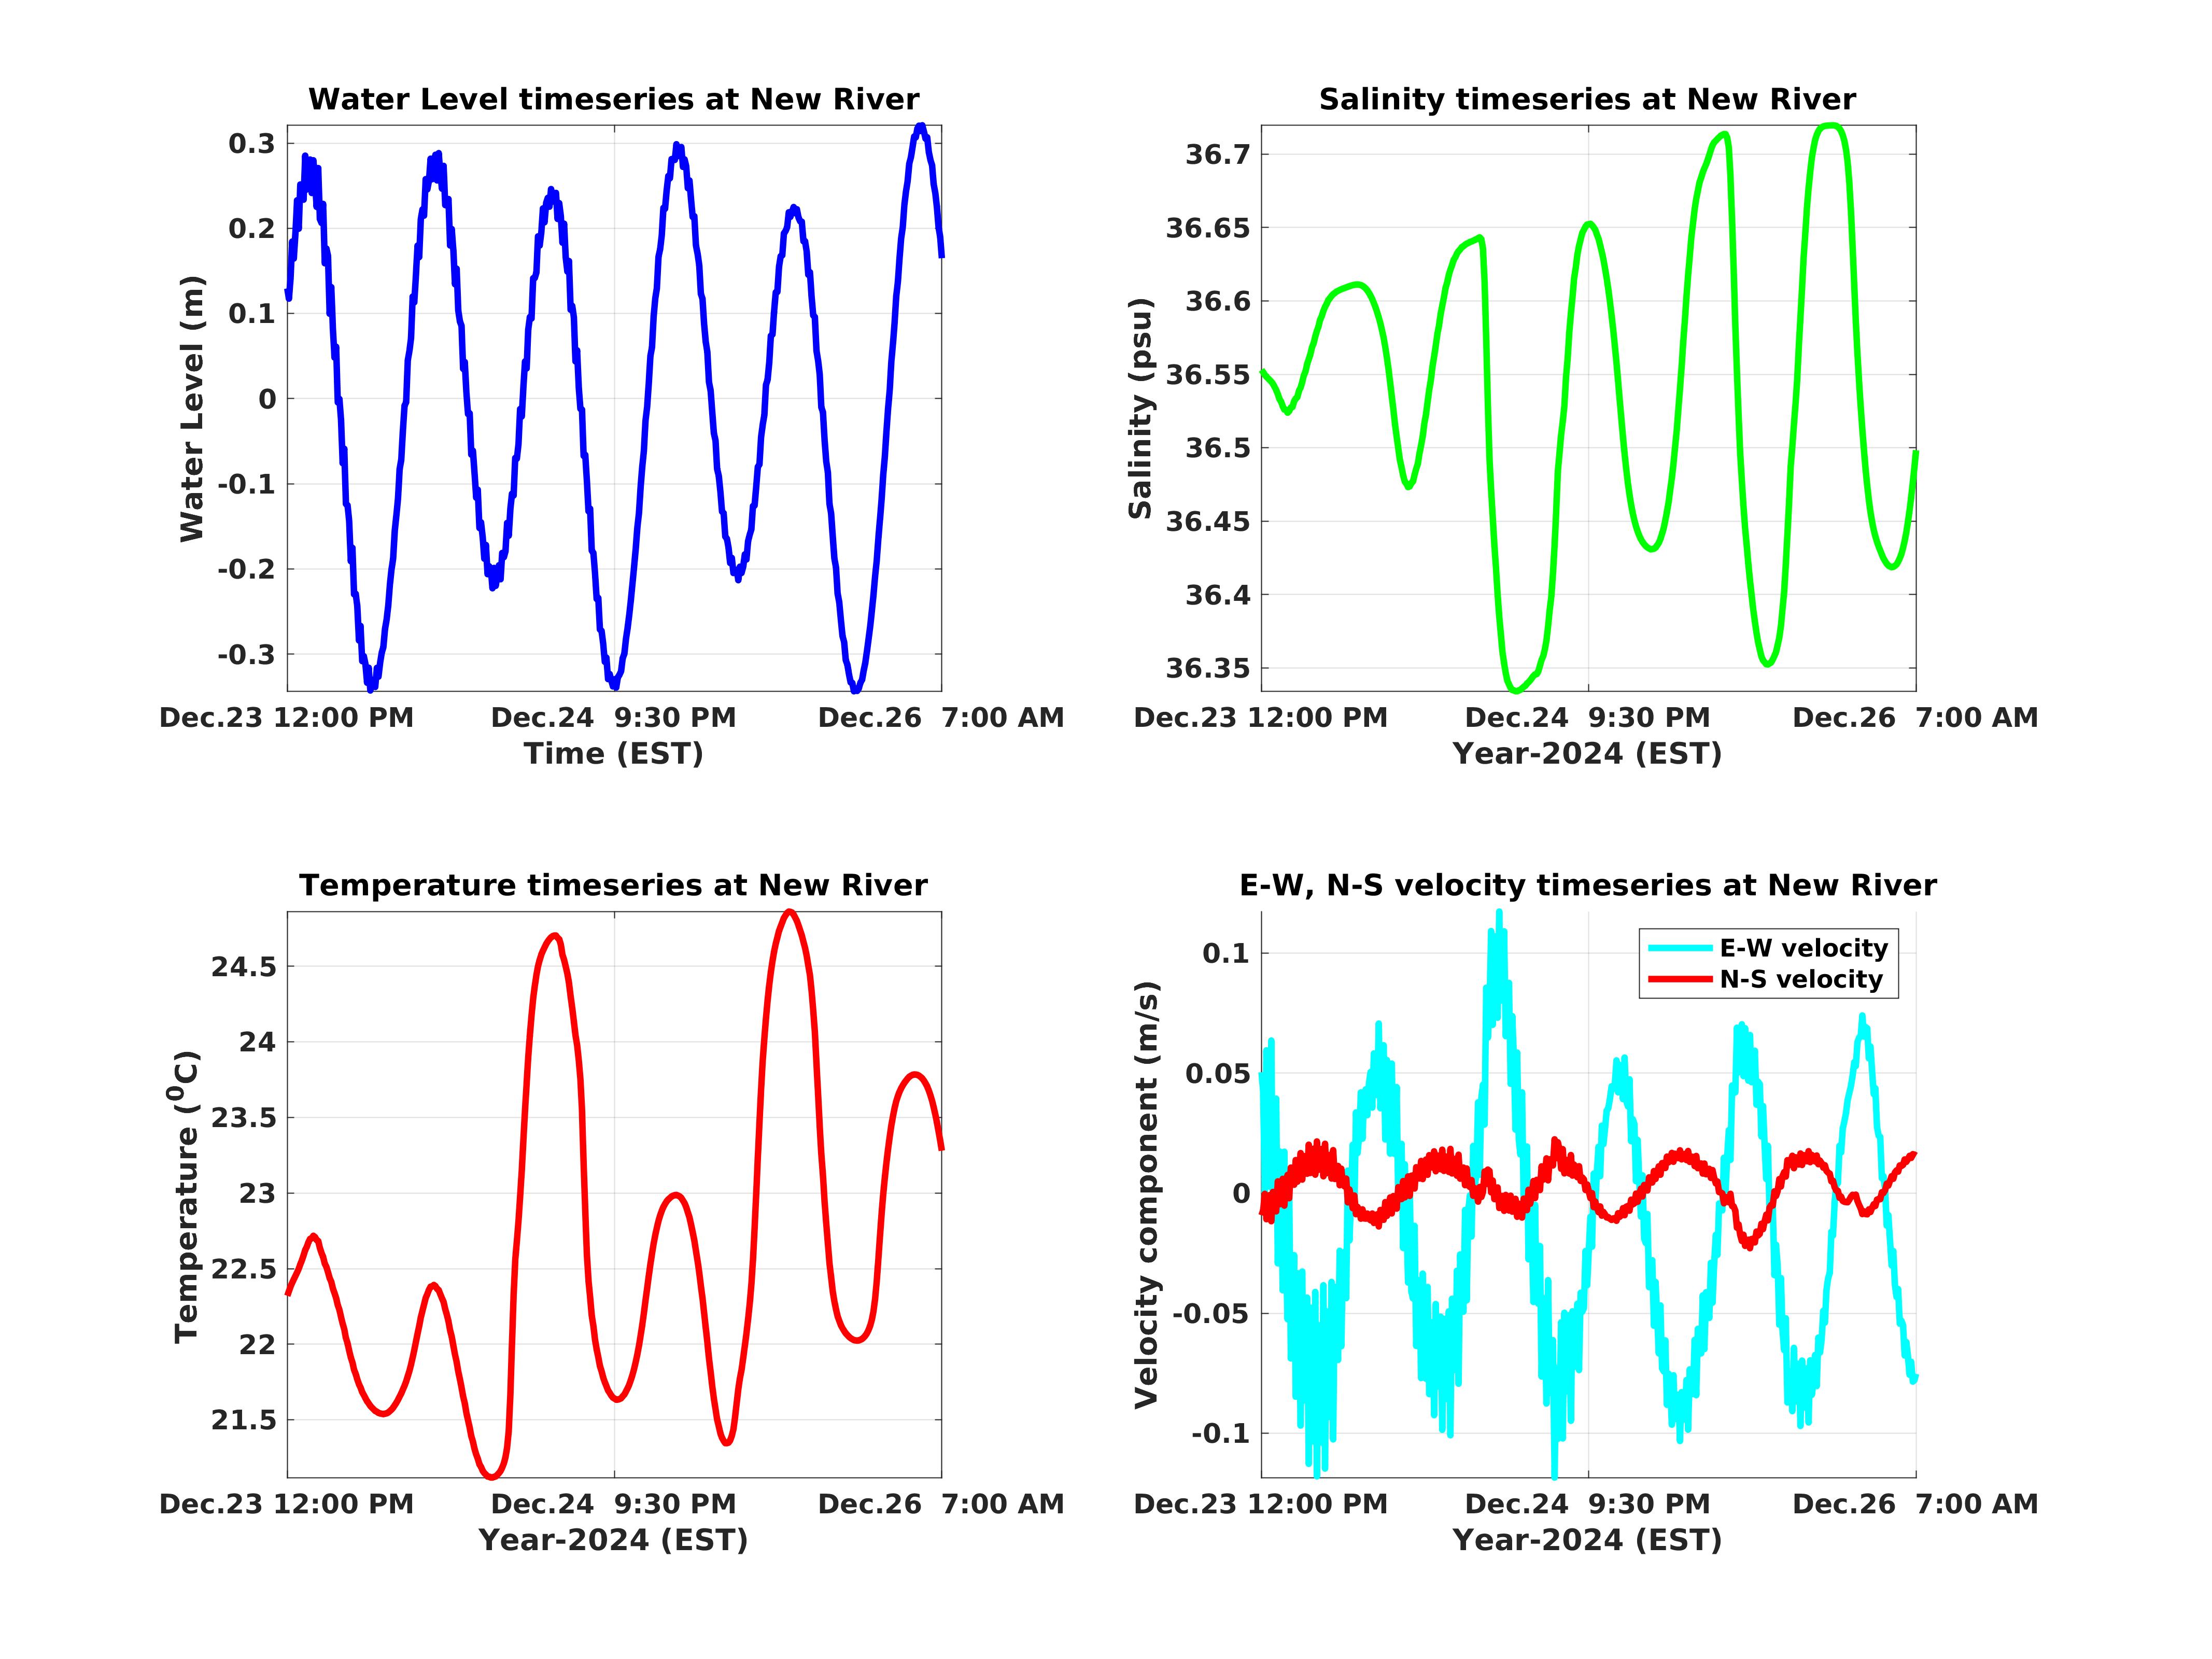 Water Level timeseries at New River
0.3
0.2
0.1
0
-0.1
-0.2
-0.3
Water Level (m)
Dec.23 12:00 PM
Dec.24 9:30 PM
Dec.26 7:00 AM
Time (EST)
Salinity timeseries at New River
36.7
36.65
36.6
36.55
36.5
36.45
36.4
36.35
Salinity (psu)
Dec.23 12:00 PM
Dec.24 9:30 PM
Dec.26 7:00 AM
Year-2024 (EST)
Temperature timeseries at New River
24.5
24
23.5
23
22.5
22
21.5
Temperature (⁰C)
Dec.23 12:00 PM
Dec.24 9:30 PM
Dec.26 7:00 AM
Year-2024 (EST)
E-W, N-S velocity timeseries at New River
E-W velocity
N-S velocity
0.1
0.05
0
-0.05
-0.1
Velocity component (m/s)
Dec.23 12:00 PM
Dec.24 9:30 PM
Dec.26 7:00 AM
Year-2024 (EST)